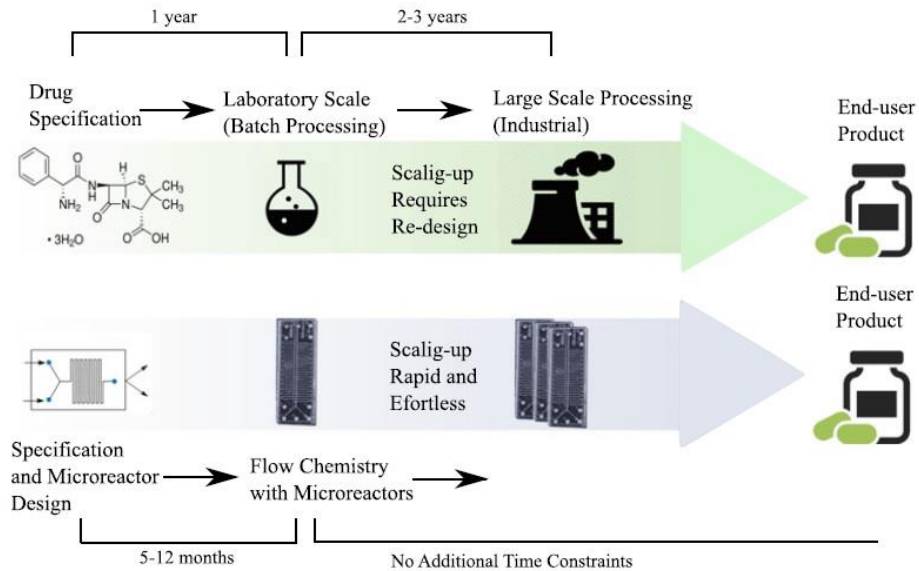 1 year
2-3 years
Drug
Specification
Laboratory Scale
(Batch Processing)
Large Scale Processing
(Industrial)
End-user
Product
O
H
S
NH
CH₃
CH₃
N
NH₂
O
O
OH
• 3H₂O
Scalig-up
Requires
Re-design
End-user
Product
Scalig-up
Rapid and
Efortless
Specification
and Microreactor
Design
Flow Chemistry
with Microreactors
5-12 months
No Additional Time Constraints